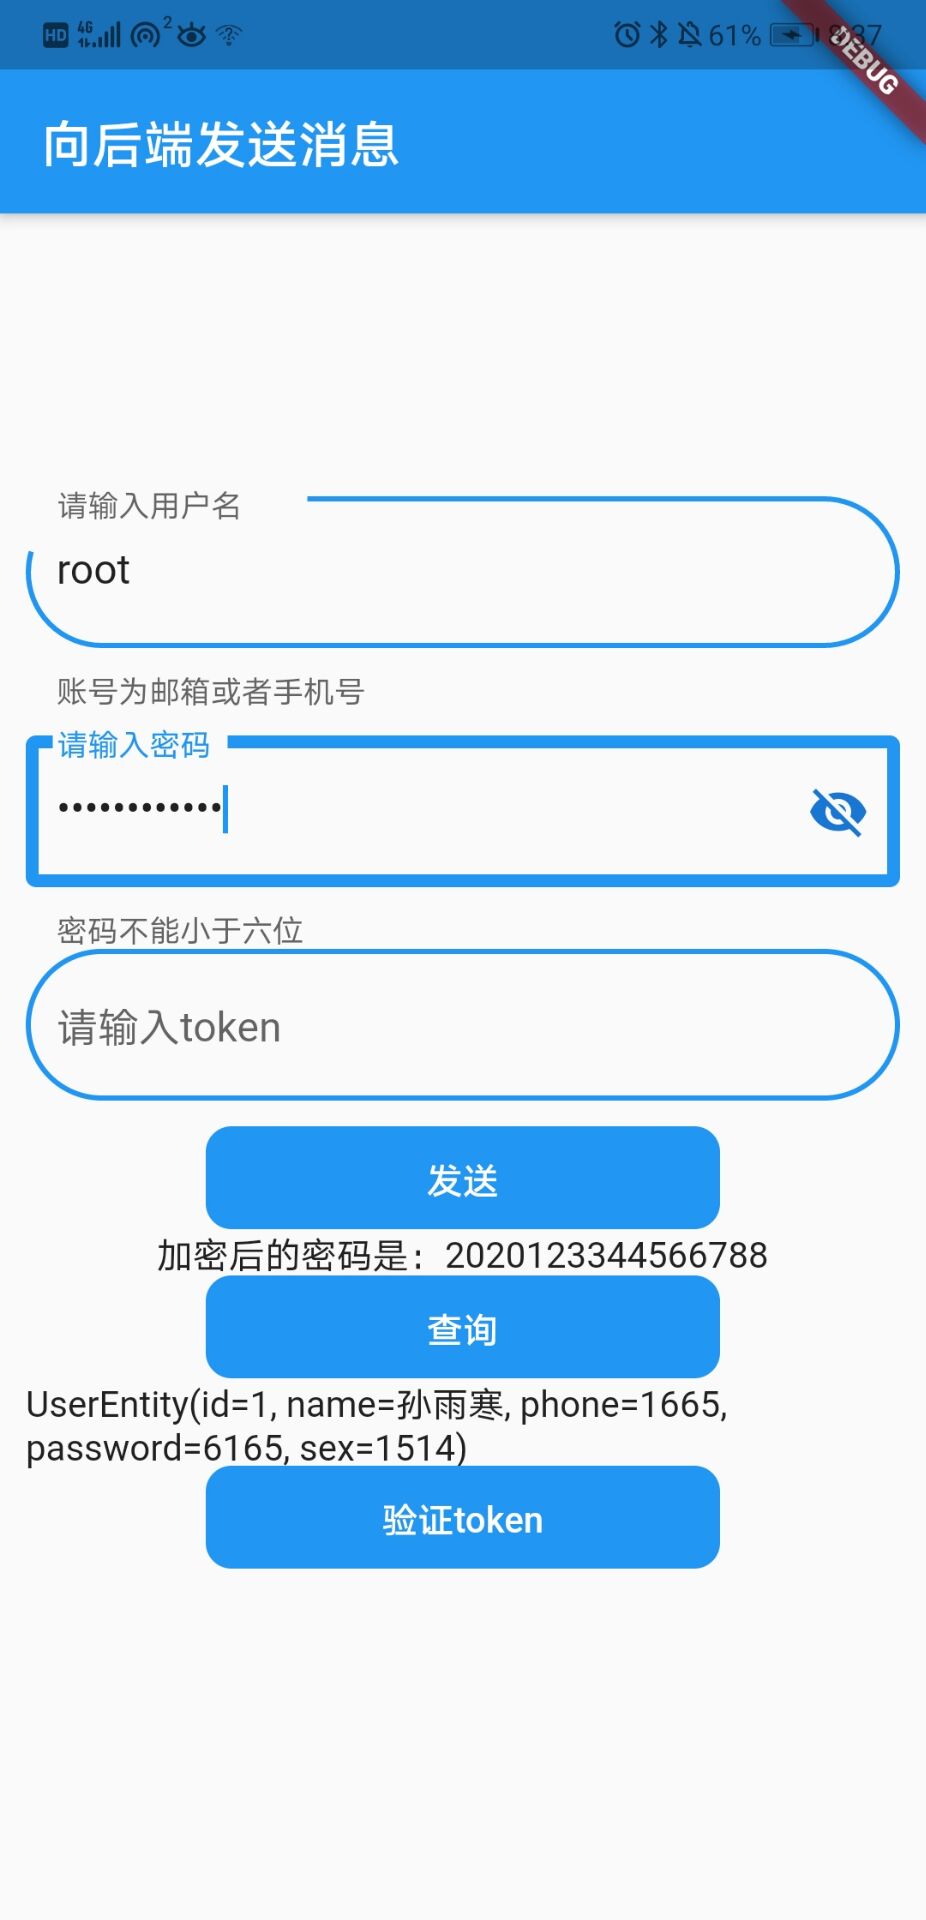 HD 4G 2 61%
DEBUG
向后端发送消息
请输入用户名
root
账号为邮箱或者手机号
请输入密码
••••••••••••
密码不能小于六位
请输入token
发送
加密后的密码是：2020123344566788
查询
UserEntity(id=1, name=孙雨寒, phone=1665,
password=6165, sex=1514)
验证token